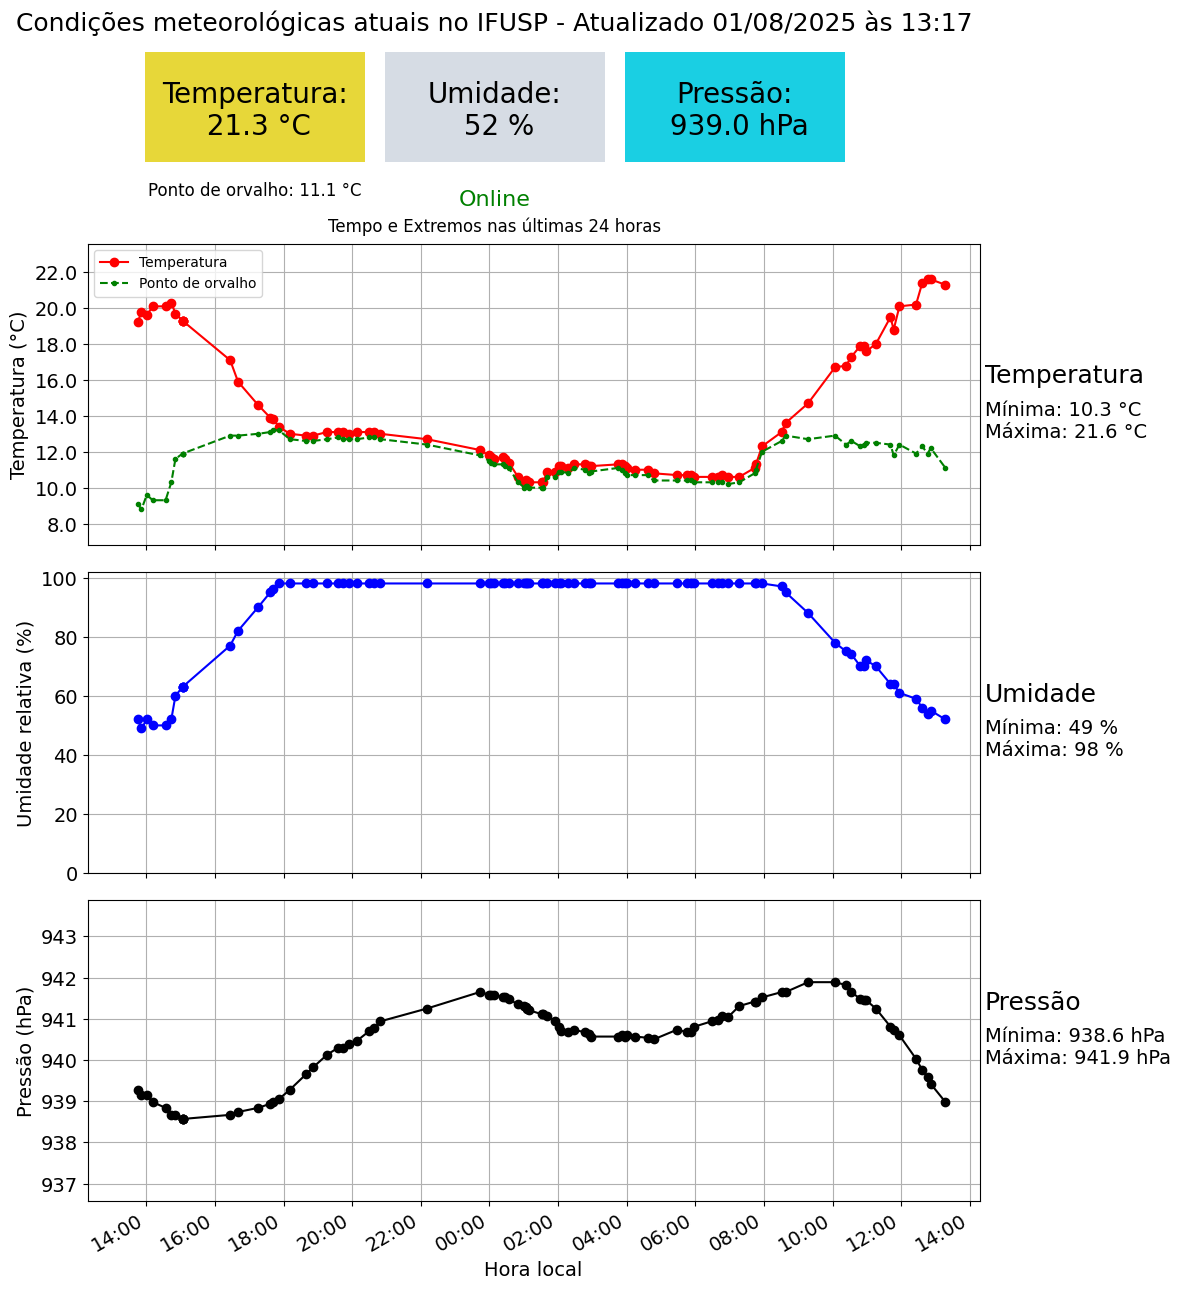 Condições meteorológicas atuais no IFUSP - Atualizado 01/08/2025 às 13:17
Temperatura:
21.3 °C
Umidade:
52 %
Pressão:
939.0 hPa
Ponto de orvalho: 11.1 °C
Online
Tempo e Extremos nas últimas 24 horas
Temperatura
Ponto de orvalho
Temperatura (°C)
22.0
20.0
18.0
16.0
14.0
12.0
10.0
8.0
Temperatura
Mínima: 10.3 °C
Máxima: 21.6 °C
Umidade relativa (%)
100
80
60
40
20
0
Umidade
Mínima: 49 %
Máxima: 98 %
Pressão (hPa)
943
942
941
940
939
938
937
Pressão
Mínima: 938.6 hPa
Máxima: 941.9 hPa
14:00 16:00 18:00 20:00 22:00 00:00 02:00 04:00 06:00 08:00 10:00 12:00 14:00
Hora local